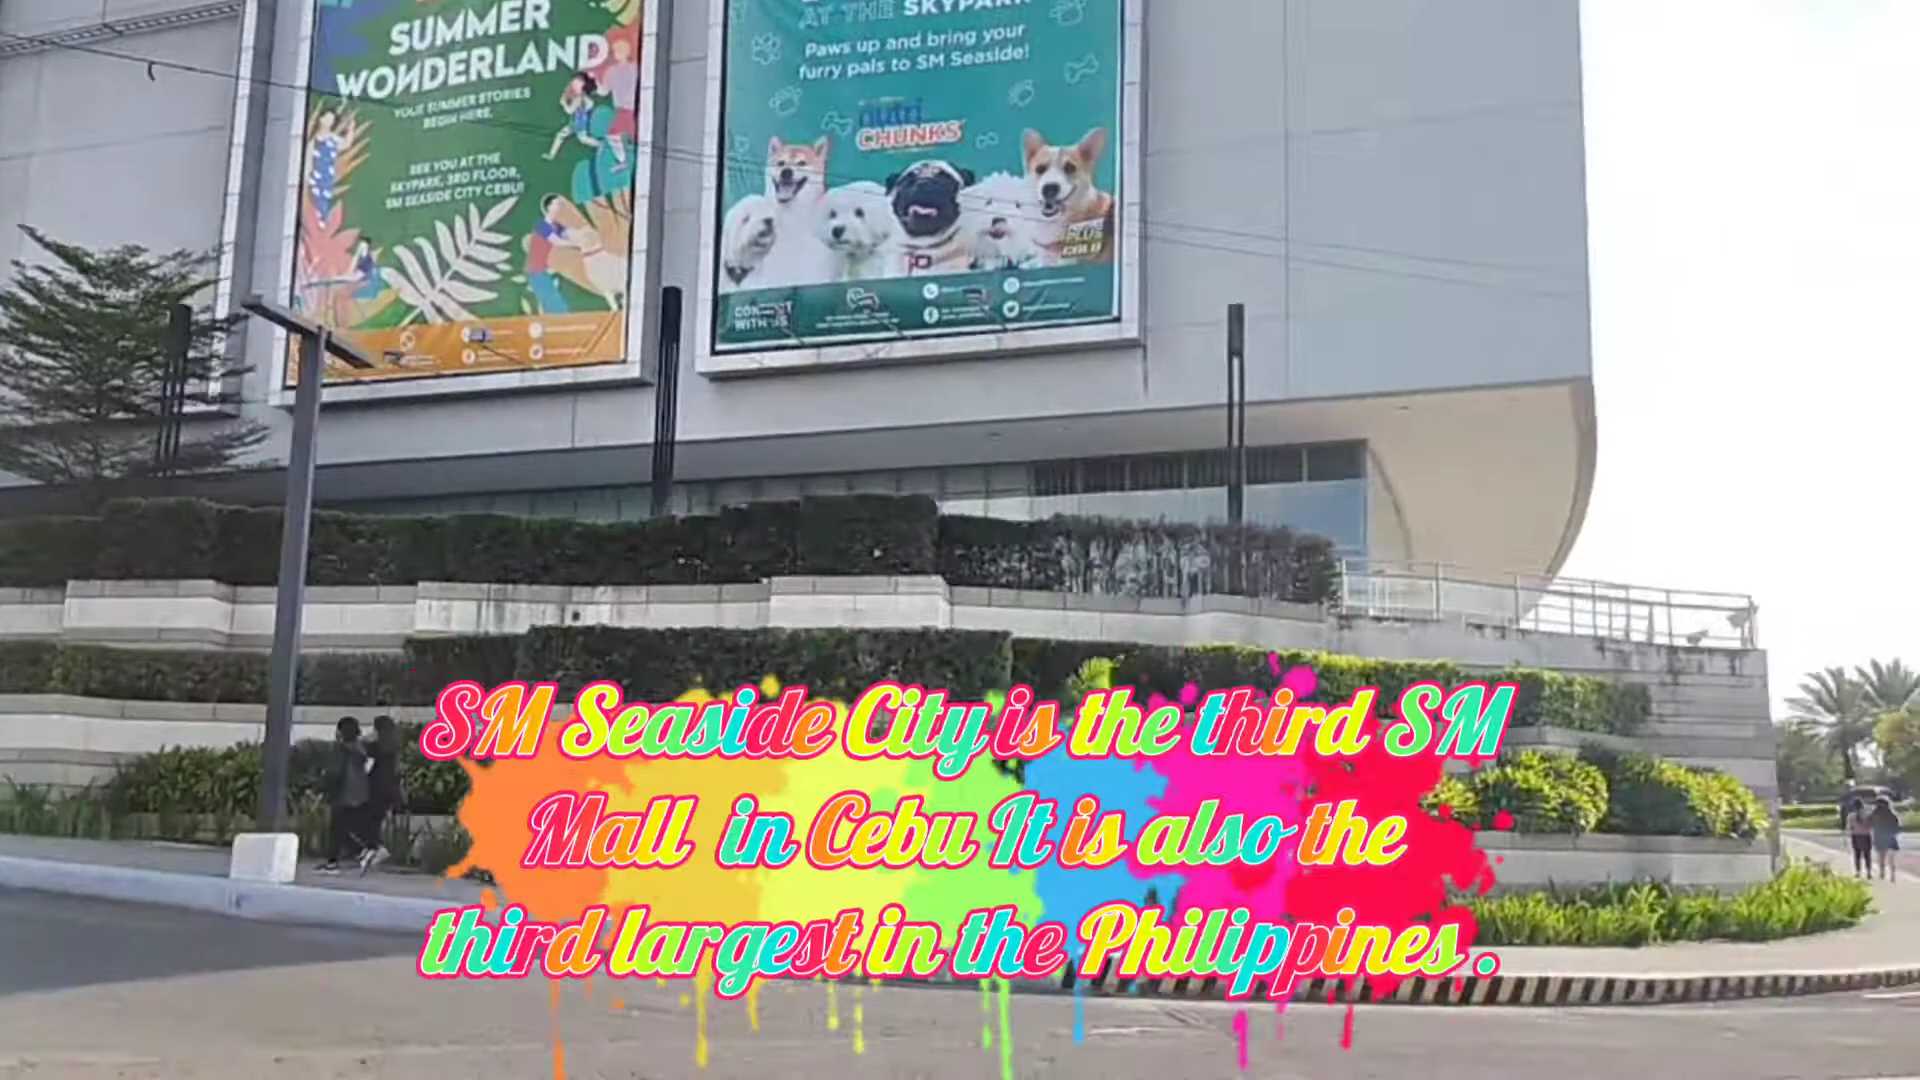 SUMMER
WONDERLAND
YOUR SUMMER STORIES
BEGIN HERE.
SEE YOU AT THE
SKYPARK, 3RD FLOOR,
SM SEASIDE CITY CEBU!
AT THE SKYPARK
Paws up and bring your
furry pals to SM Seaside!
nutri
CHUNKS
CONNECT
WITH US
SM Seaside City is the third SM
Mall in Cebu It is also the
third largest in the Philippines .